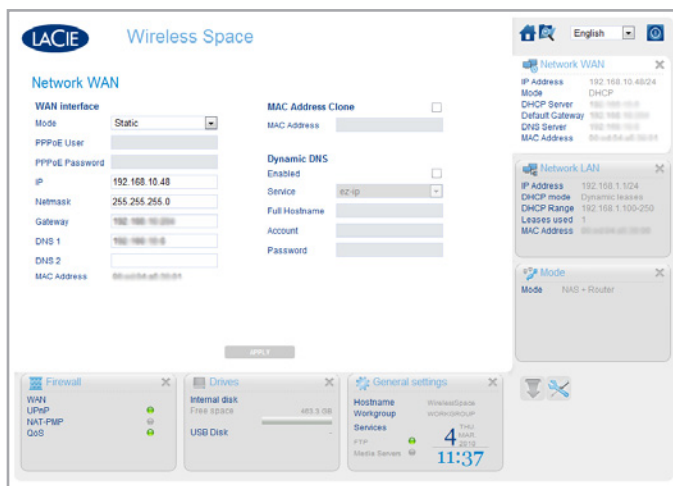 LACIE
Wireless Space
English
Network WAN
WAN interface
Mode Static
PPPoE User
PPPoE Password
IP 192.168.10.48
Netmask 255.255.255.0
Gateway
DNS 1
DNS 2
MAC Address
MAC Address Clone
MAC Address
Dynamic DNS
Enabled
Service ez-ip
Full Hostname
Account
Password
APPLY
Network WAN
IP Address 192.168.10.48/24
Mode DHCP
DHCP Server
Default Gateway
DNS Server
MAC Address
Network LAN
IP Address 192.168.1.1/24
DHCP mode Dynamic leases
DHCP Range 192.168.1.100-250
Leases used 1
MAC Address
Mode
Mode NAS + Router
Firewall
WAN
UPnP
NAT-PMP
QoS
Drives
Internal disk
Free space GB
USB Disk -
General settings
Hostname WirelessSpace
Workgroup WORKGROUP
Services
FTP
Media Servers
4 THU. MAR. 2010
11:37